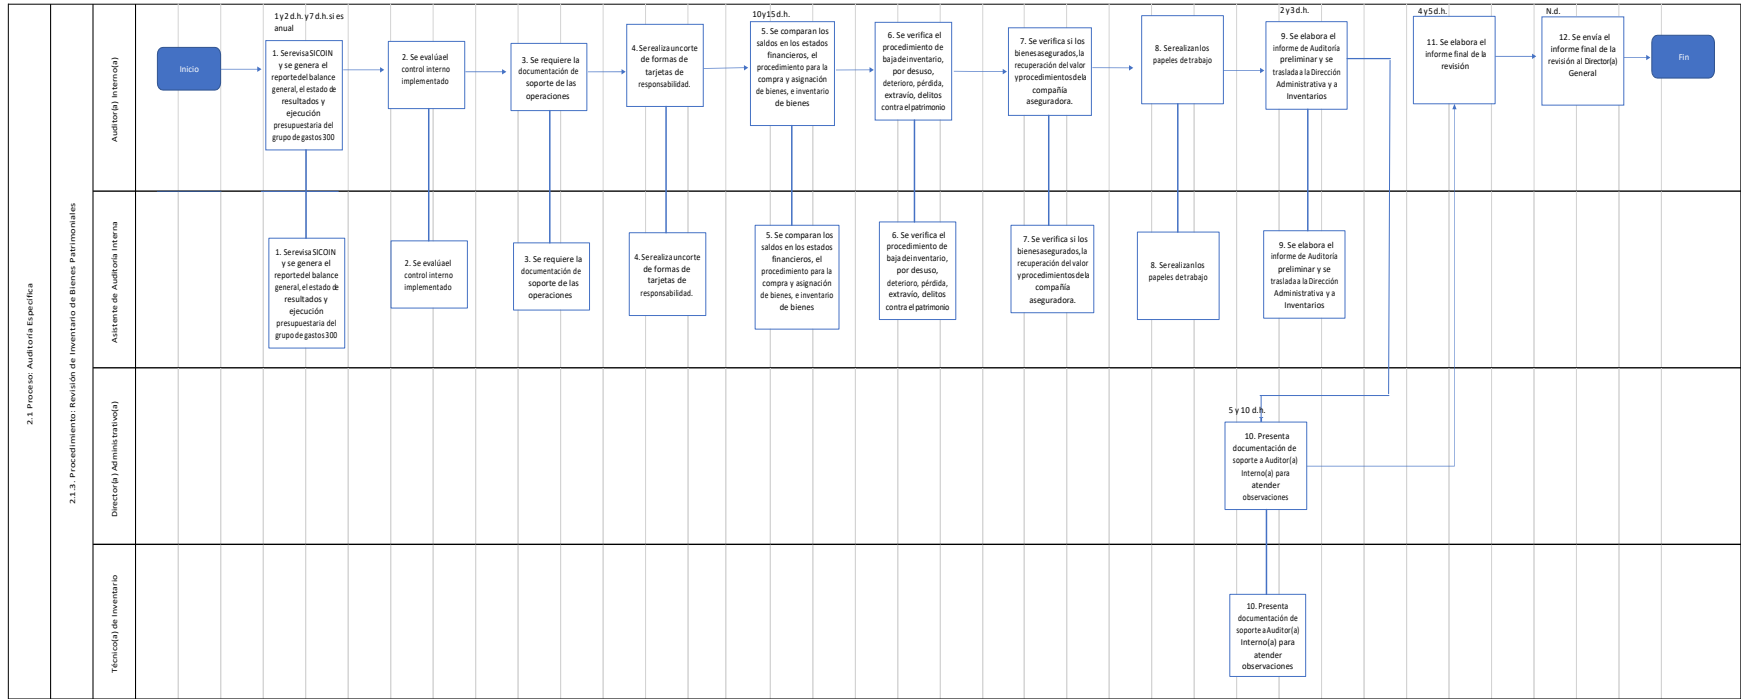 2.1 Proceso: Auditoría Específica
2.1.3. Procedimiento: Revisión de Inventario de Bienes Patrimoniales
Auditor(a) Interno(a)
Inicio
1 y 2 d.h. y 7 d.h. si es
anual
1. Se revisa SICOIN
y se genera el
reporte del balance
general, el estado de
resultados y
ejecución
presupuestaria del
grupo de gastos 300
2. Se evalúa el
control interno
implementado
3. Se requiere la
documentación de
soporte de las
operaciones
4. Se realiza un corte
de formas de
tarjetas de
responsabilidad.
10 y 15 d.h.
5. Se comparan los
saldos en los estados
financieros, el
procedimiento para la
compra y asignación
de bienes, e inventario
de bienes
6. Se verifica el
procedimiento de
baja de inventario,
por desuso,
deterioro, pérdida,
extravío, delitos
contra el patrimonio
7. Se verifica si los
bienes asegurados, la
recuperación del valor
y procedimientos de la
compañía
aseguradora.
8. Se realizan los
papeles de trabajo
2 y 3 d.h.
9. Se elabora el
informe de Auditoría
preliminar y se
traslada a la Dirección
Administrativa y a
Inventarios
4 y 5 d.h.
11. Se elabora el
informe final de la
revisión
N.d.
12. Se envía el
informe final de la
revisión al Director(a)
General
Fin
Asistente de Auditoría Interna
1. Se revisa SICOIN
y se genera el
reporte del balance
general, el estado de
resultados y
ejecución
presupuestaria del
grupo de gastos 300
2. Se evalúa el
control interno
implementado
3. Se requiere la
documentación de
soporte de las
operaciones
4. Se realiza un corte
de formas de
tarjetas de
responsabilidad.
5. Se comparan los
saldos en los estados
financieros, el
procedimiento para la
compra y asignación
de bienes, e inventario
de bienes
6. Se verifica el
procedimiento de
baja de inventario,
por desuso,
deterioro, pérdida,
extravío, delitos
contra el patrimonio
7. Se verifica si los
bienes asegurados, la
recuperación del valor
y procedimientos de la
compañía
aseguradora.
8. Se realizan los
papeles de trabajo
9. Se elabora el
informe de Auditoría
preliminar y se
traslada a la Dirección
Administrativa y a
Inventarios
Director(a) Administrativo(a)
5 y 10 d.h.
10. Presenta
documentación de
soporte a Auditor(a)
Interno(a) para
atender
observaciones
Técnico(a) de Inventario
10. Presenta
documentación de
soporte a Auditor(a)
Interno(a) para
atender
observaciones